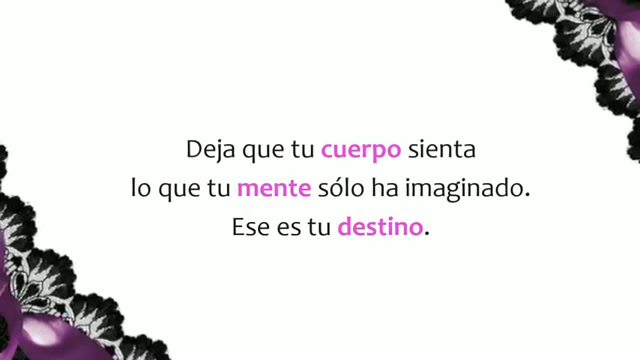 Deja que tu cuerpo sienta
lo que tu mente sólo ha imaginado.
Ese es tu destino.